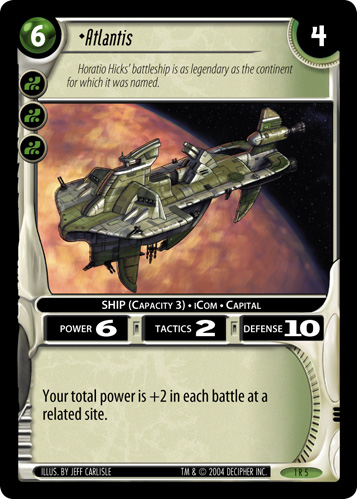 6 •Atlantis 4
Horatio Hicks' battleship is as legendary as the continent
for which it was named.
SHIP (CAPACITY 3) • ICOM • CAPITAL
POWER 6 TACTICS 2 DEFENSE 10
Your total power is +2 in each battle at a
related site.
ILLUS. BY JEFF CARLISLE TM & © 2004 DECIPHER INC. 1 R 5